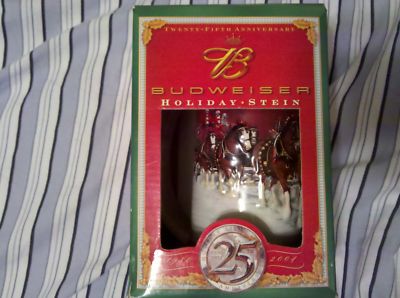 TWENTY-FIFTH ANNIVERSARY
B
BUDWEISER
HOLIDAY • STEIN
25
2004